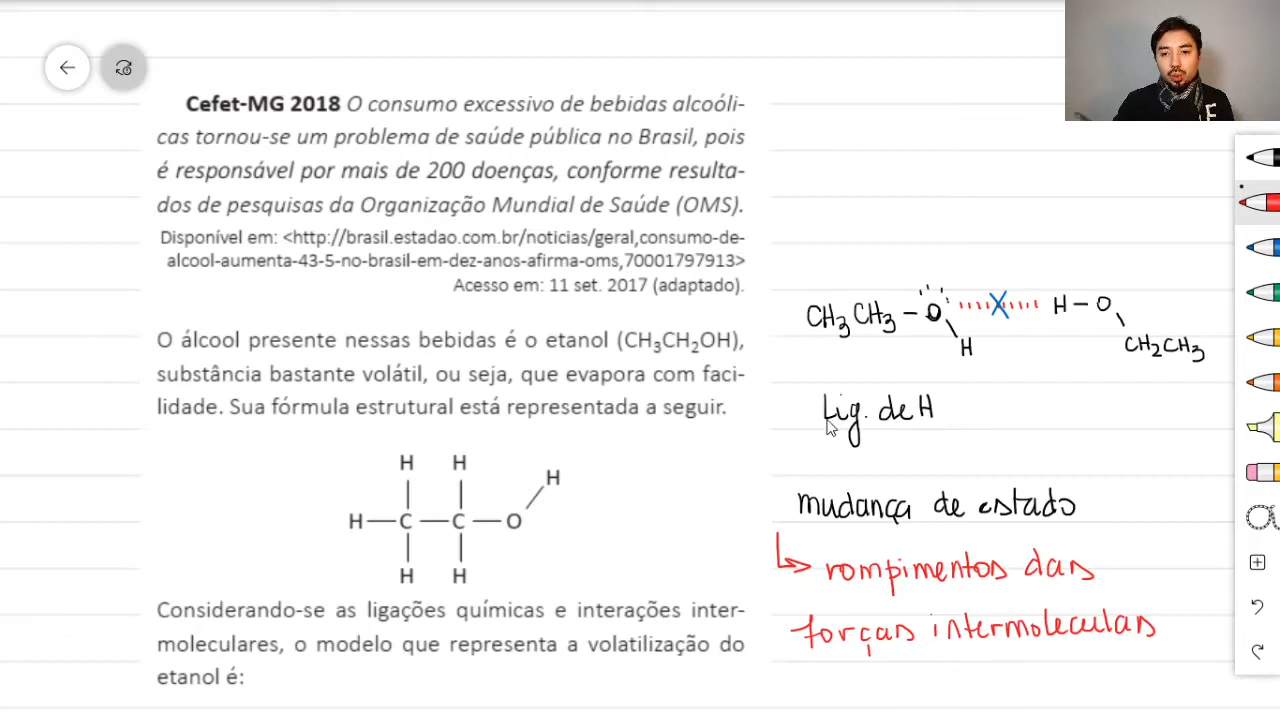 Cefet-MG 2018 O consumo excessivo de bebidas alcoóli-
cas tornou-se um problema de saúde pública no Brasil, pois
é responsável por mais de 200 doenças, conforme resulta-
dos de pesquisas da Organização Mundial de Saúde (OMS).
Disponível em: <http://brasil.estadao.com.br/noticias/geral,consumo-de-
alcool-aumenta-43-5-no-brasil-em-dez-anos-afirma-oms,70001797913>
Acesso em: 11 set. 2017 (adaptado).
O álcool presente nessas bebidas é o etanol (CH₃CH₂OH),
substância bastante volátil, ou seja, que evapora com faci-
lidade. Sua fórmula estrutural está representada a seguir.
H H H
H — C — C — O
H H
Considerando-se as ligações químicas e interações inter-
moleculares, o modelo que representa a volatilização do
etanol é:
CH₃CH₃ – O H – O
H CH₂CH₃
Lig. de H
mudança de estado
↳ rompimentos das
forças intermoleculas
E